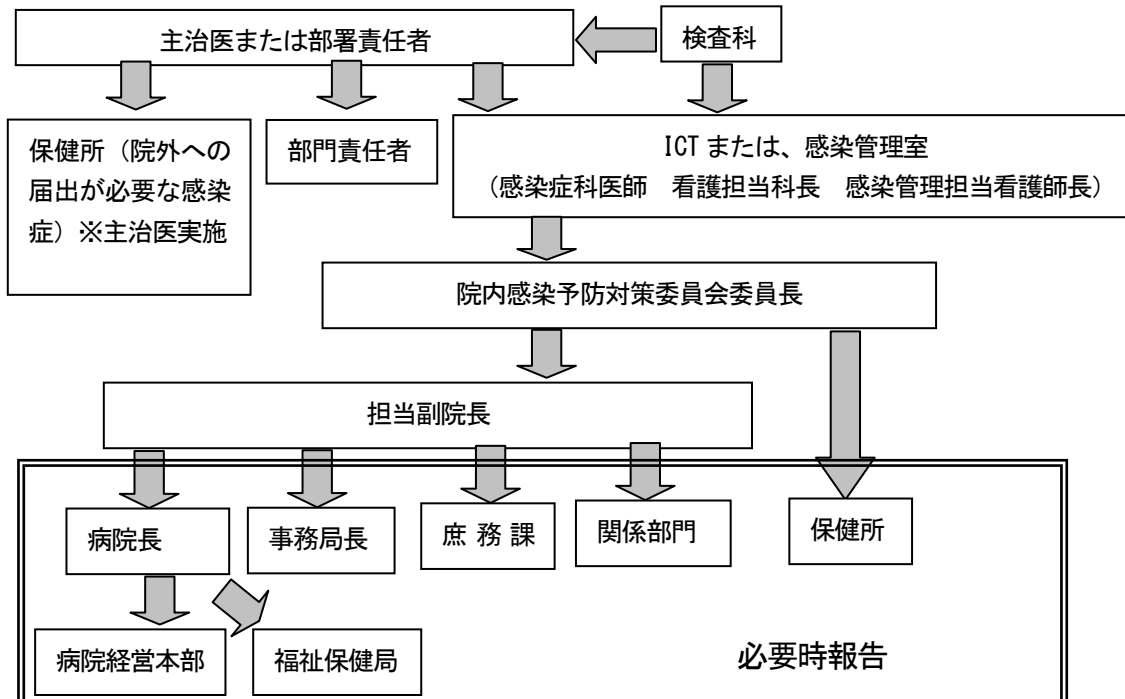 主治医または部署責任者
検査科
保健所（院外への
届出が必要な感染
症）※主治医実施
部門責任者
ICT または、感染管理室
（感染症科医師　看護担当科長　感染管理担当看護師長）
院内感染予防対策委員会委員長
担当副院長
病院長
事務局長
庶 務 課
関係部門
保健所
病院経営本部
福祉保健局
必要時報告